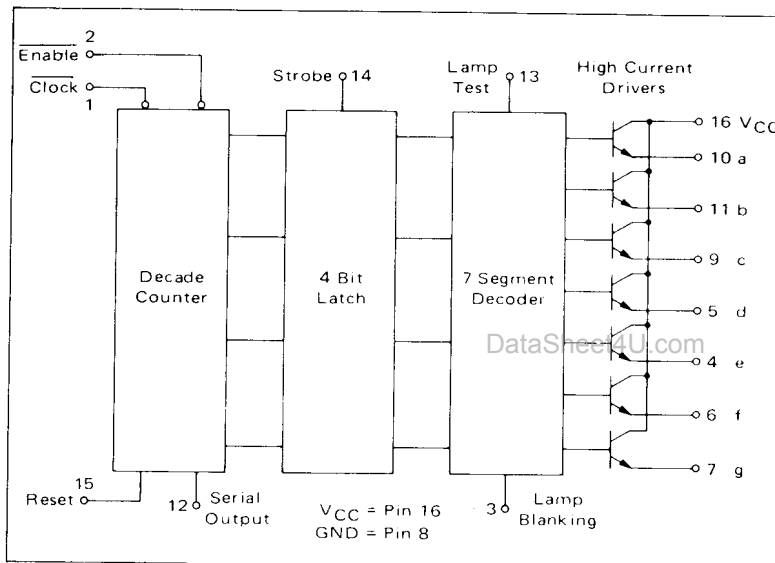 2
Enable
Clock
1
Strobe 14
Lamp
Test
13
High Current
Drivers
16 VCC
10 a
11 b
9 c
5 d
4 e
6 f
7 g
Decade
Counter
4 Bit
Latch
7 Segment
Decoder
DataSheet4U.com
15
Reset
12
Serial
Output
VCC = Pin 16
GND = Pin 8
3
Lamp
Blanking